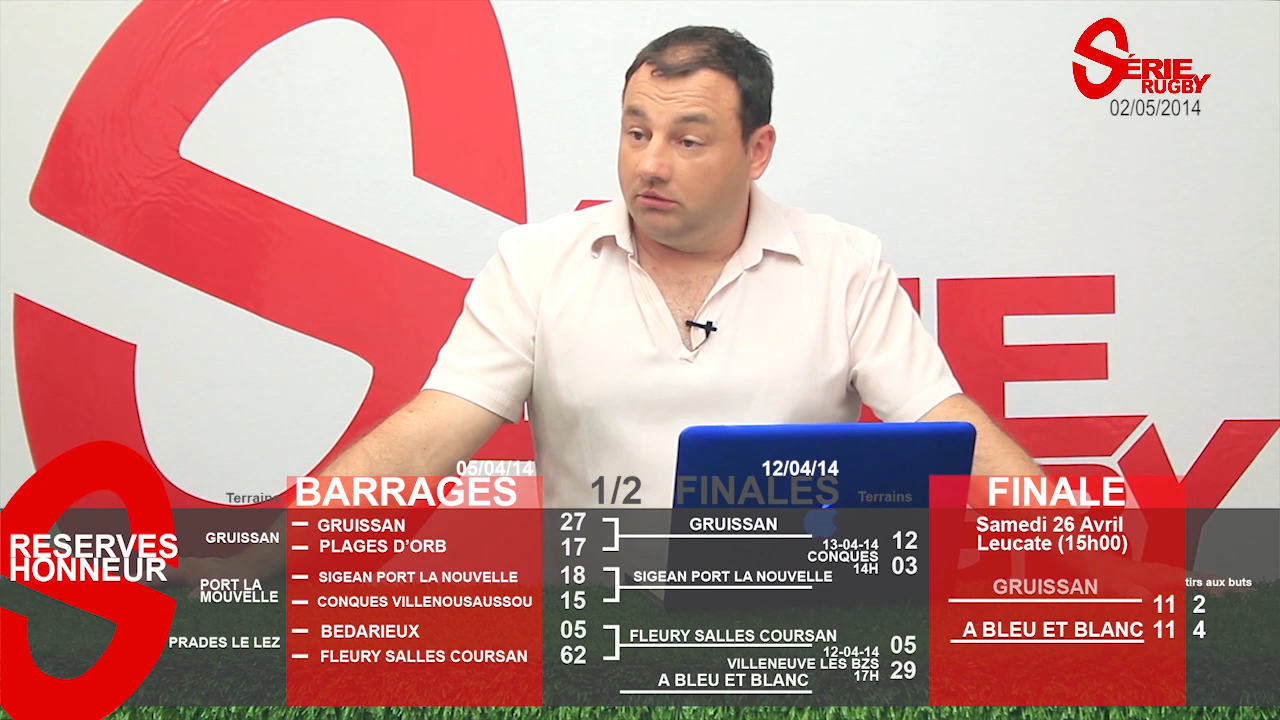 SÉRIE
RUGBY
02/05/2014
05/04/14
12/04/14
Terrains
BARRAGES
1/2 FINALES
Terrains
FINALE
RESERVES
HONNEUR
GRUISSAN
GRUISSAN 27
PLAGES D'ORB 17
PORT LA
MOUVELLE
SIGEAN PORT LA NOUVELLE 18
CONQUES VILLENOUSAUSSOU 15
PRADES LE LEZ
BEDARIEUX 05
FLEURY SALLES COURSAN 62
GRUISSAN 12
13-04-14
CONQUES
14H
SIGEAN PORT LA NOUVELLE 03
FLEURY SALLES COURSAN 05
12-04-14
VILLENEUVE LES BZS
17H
A BLEU ET BLANC 29
Samedi 26 Avril
Leucate (15h00)
tirs aux buts
GRUISSAN 11 2
A BLEU ET BLANC 11 4